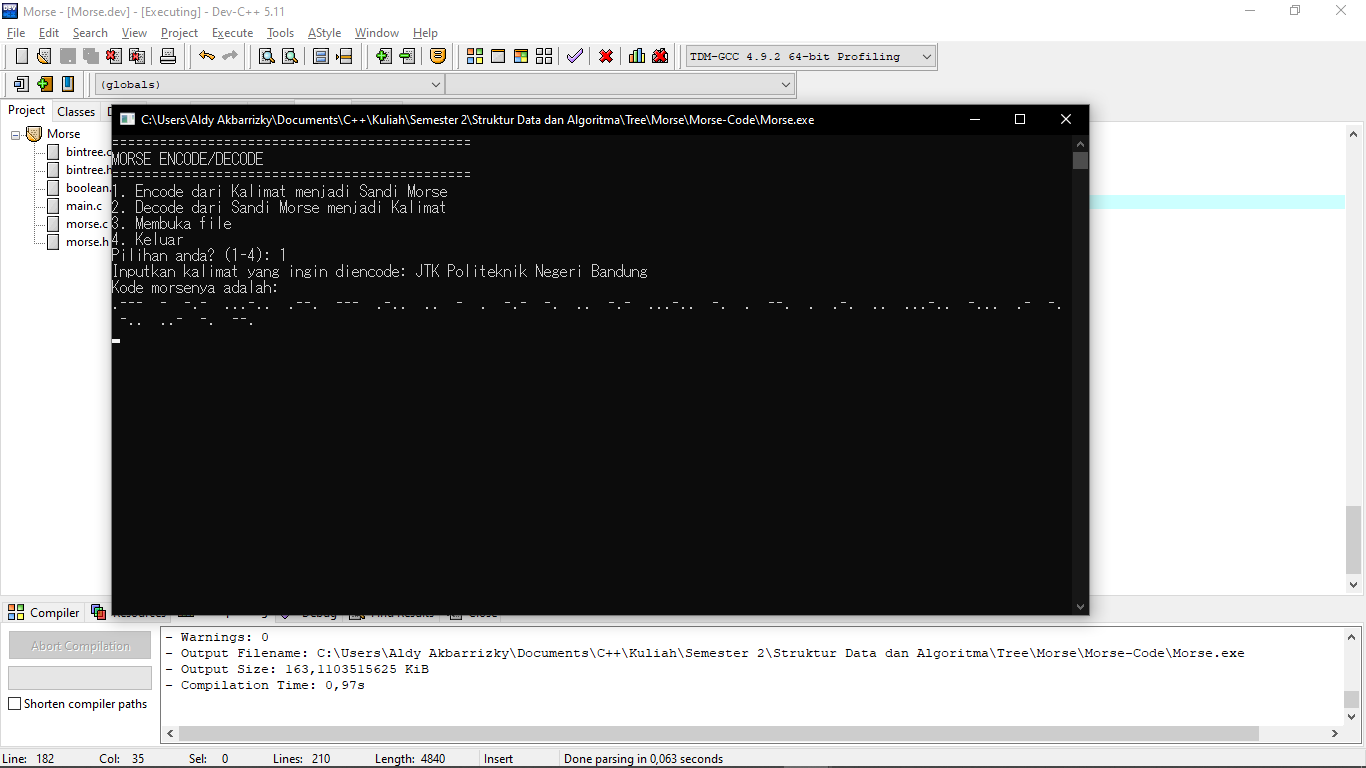 Morse - [Morse.dev] - [Executing] - Dev-C++ 5.11
File Edit Search View Project Execute Tools AStyle Window Help
TDM-GCC 4.9.2 64-bit Profiling
(globals)
Project Classes
C:\Users\Aldy Akbarrizky\Documents\C++\Kuliah\Semester 2\Struktur Data dan Algoritma\Tree\Morse\Morse-Code\Morse.exe
Morse
bintree.c
bintree.h
boolean.
main.c
morse.c
morse.h
=============================================
MORSE ENCODE/DECODE
=============================================
1. Encode dari Kalimat menjadi Sandi Morse
2. Decode dari Sandi Morse menjadi Kalimat
3. Membuka file
4. Keluar
Pilihan anda? (1-4): 1
Inputkan kalimat yang ingin diencode: JTK Politeknik Negeri Bandung
Kode morsenya adalah:
.---  -  -.-  ...-..  .--.  ---  .-..  ..  -  .  -.-  -.  ..  -.-  ...-..  -.  .  --.  .  .-.  ..  ...-..  -...  .-  -.
-..  ..-  -.  --.
Compiler Resources Debug Find Results Close
Abort Compilation
Shorten compiler paths
- Warnings: 0
- Output Filename: C:\Users\Aldy Akbarrizky\Documents\C++\Kuliah\Semester 2\Struktur Data dan Algoritma\Tree\Morse\Morse-Code\Morse.exe
- Output Size: 163,1103515625 KiB
- Compilation Time: 0,97s
Line: 182 Col: 35 Sel: 0 Lines: 210 Length: 4840 Insert Done parsing in 0,063 seconds